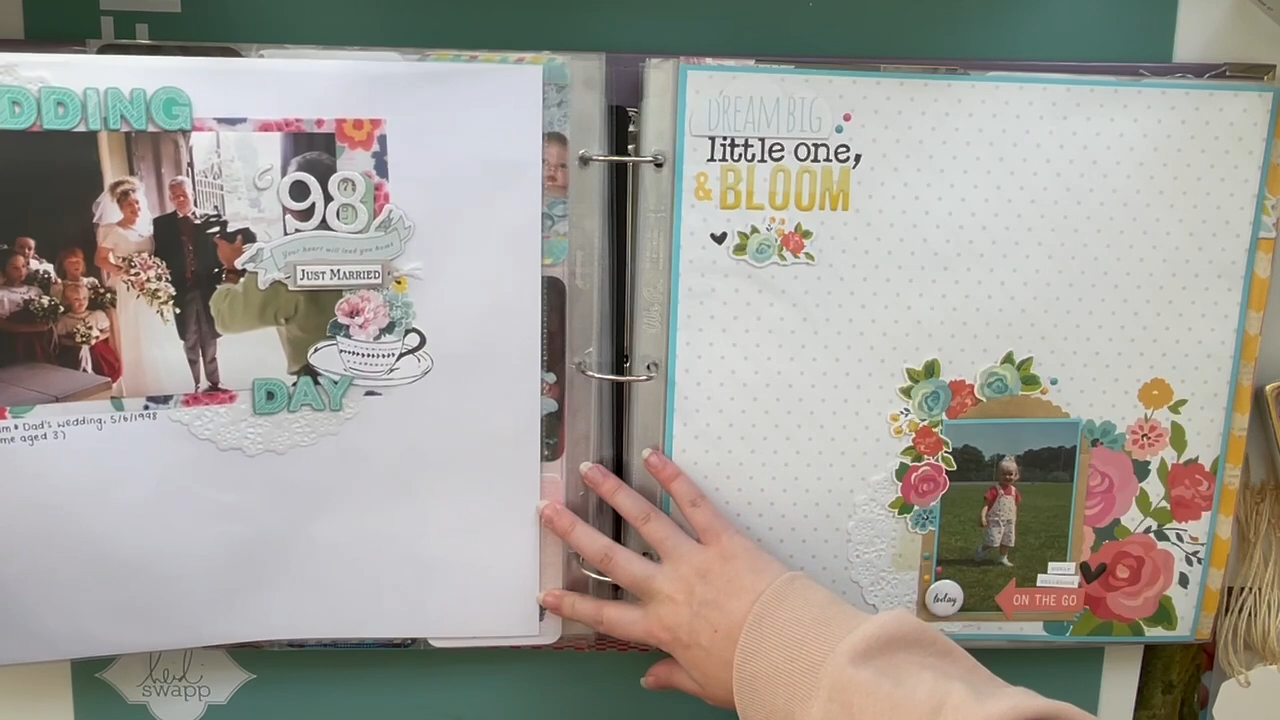 DDING
'98
your heart will lead you home
JUST MARRIED
DAY
m & Dad's wedding, 5/6/1998
me aged 3)
DREAM BIG
little one,
& BLOOM
today
ON THE GO
heidi
swapp